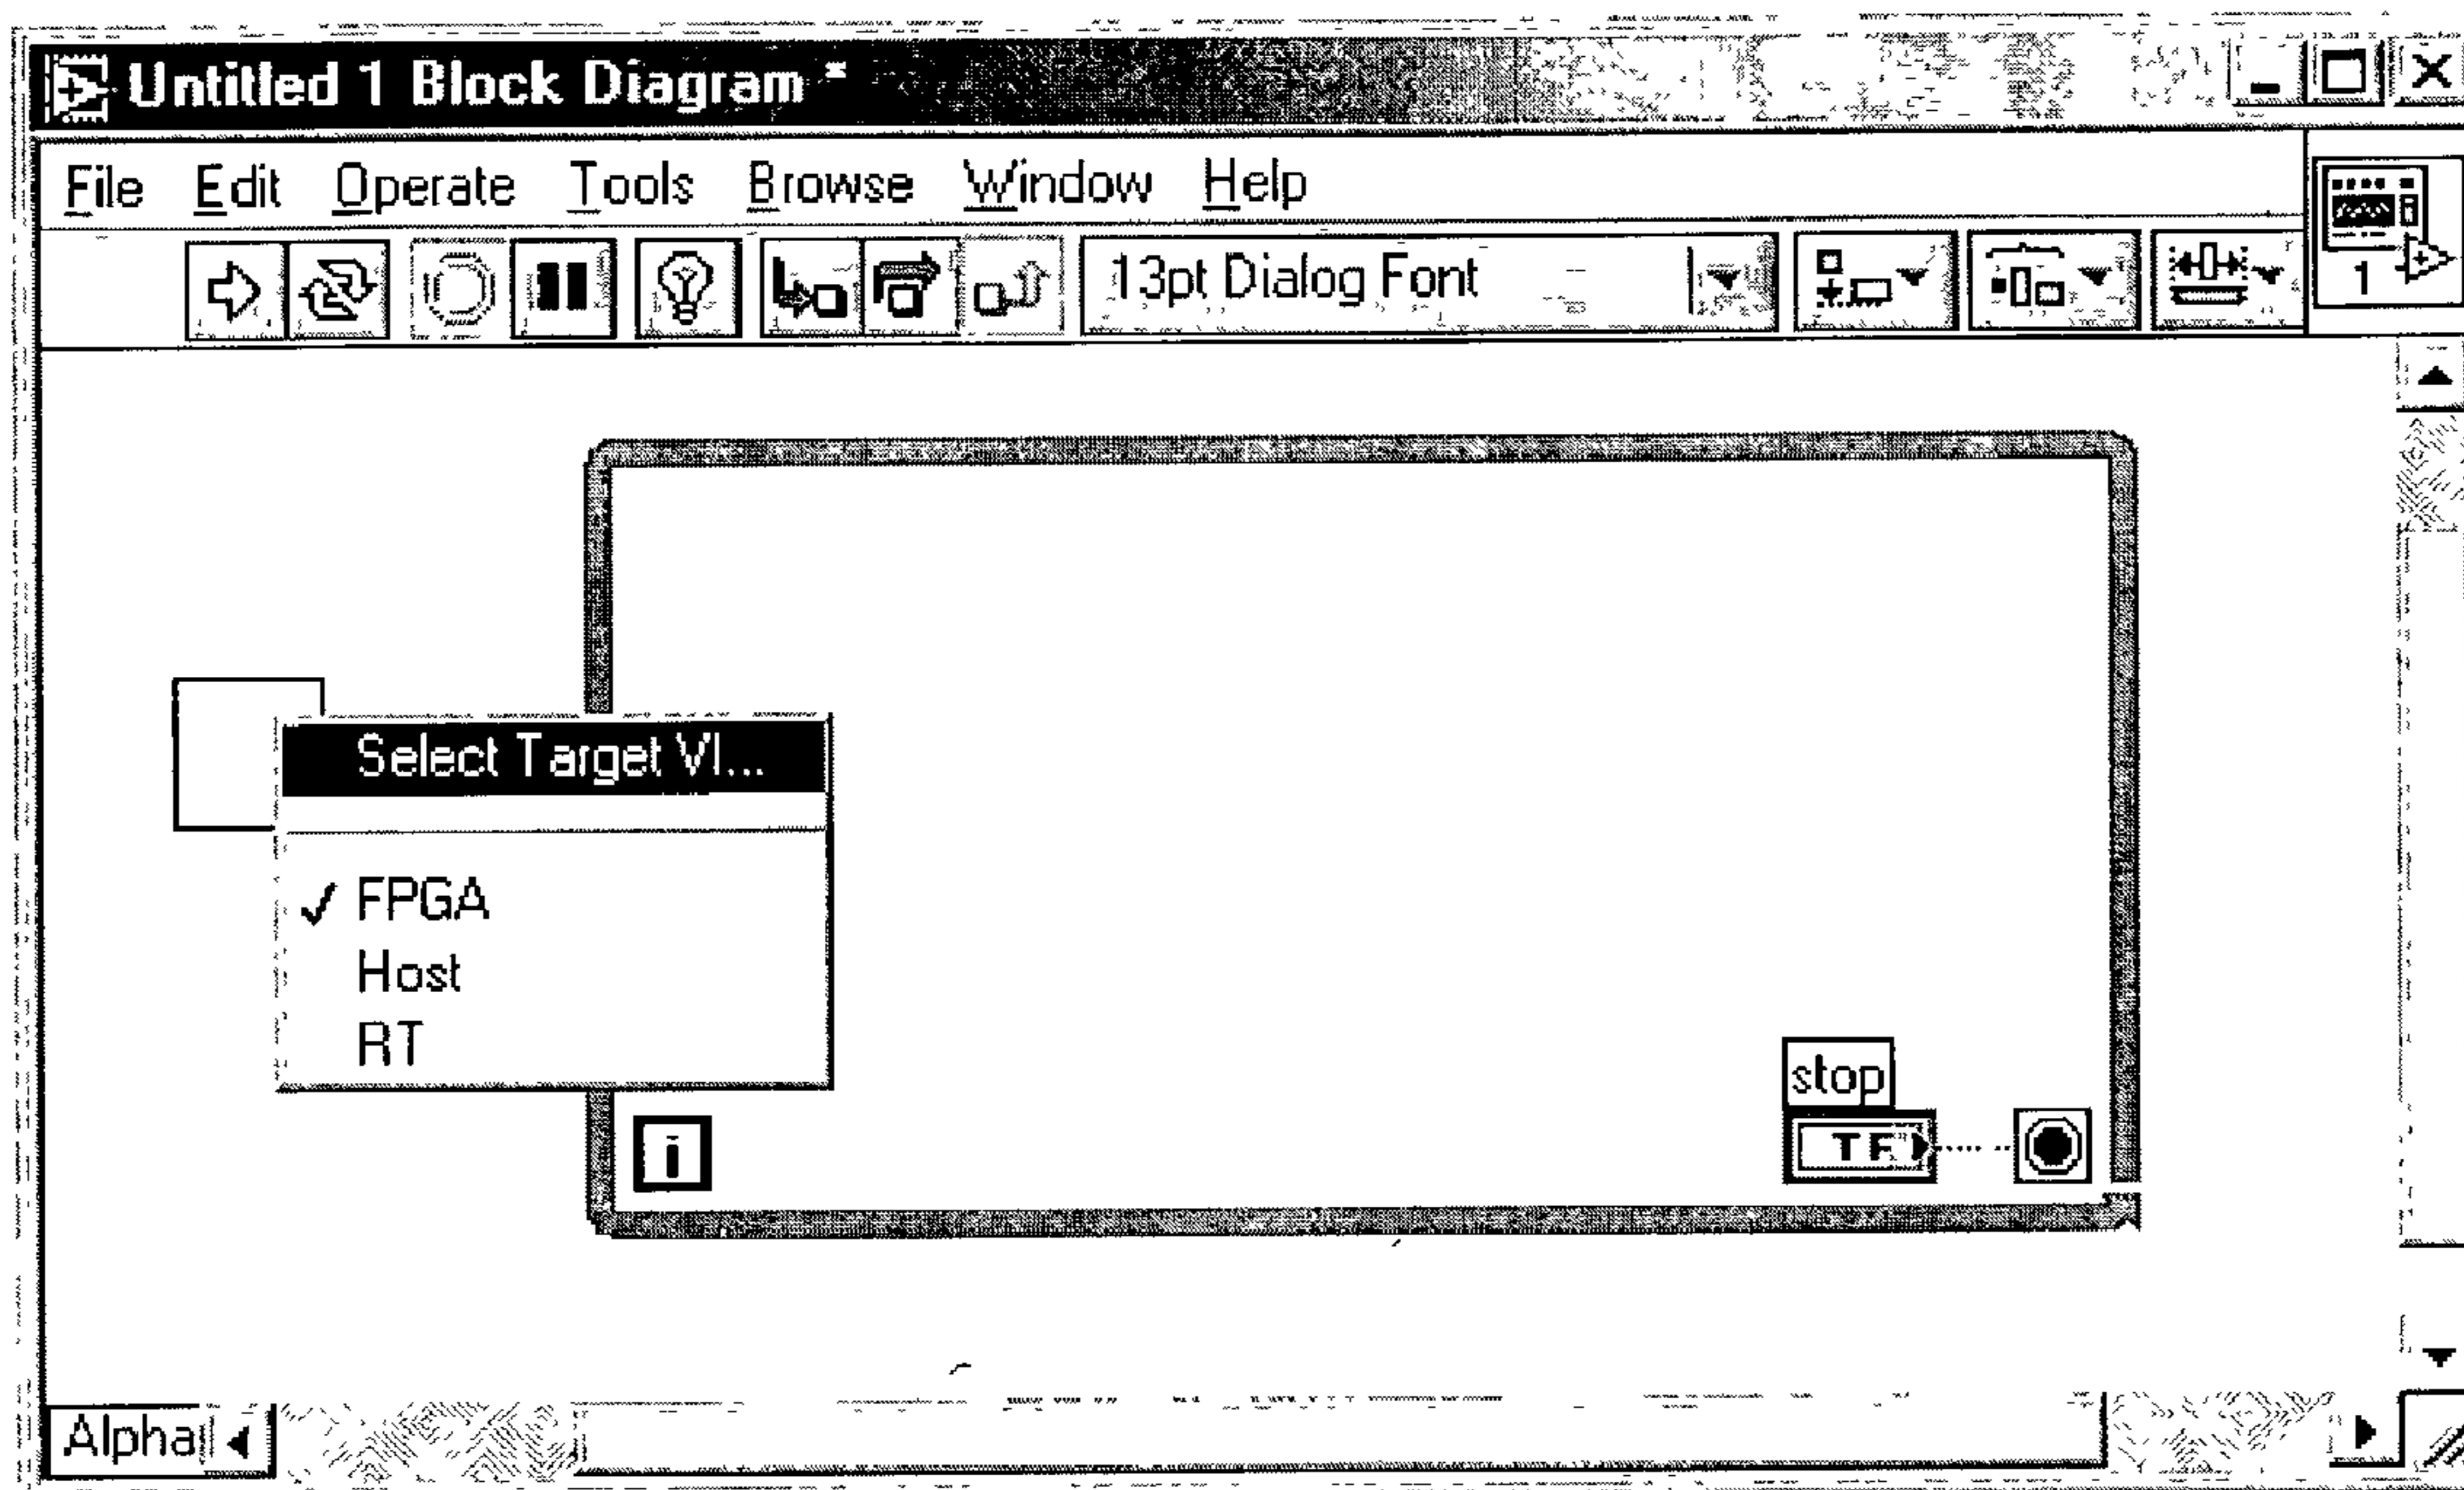 Untitled 1 Block Diagram *
File Edit Operate Tools Browse Window Help
13pt Dialog Font
1
Select Target VI...
FPGA
Host
RT
stop
i
TF
Alpha